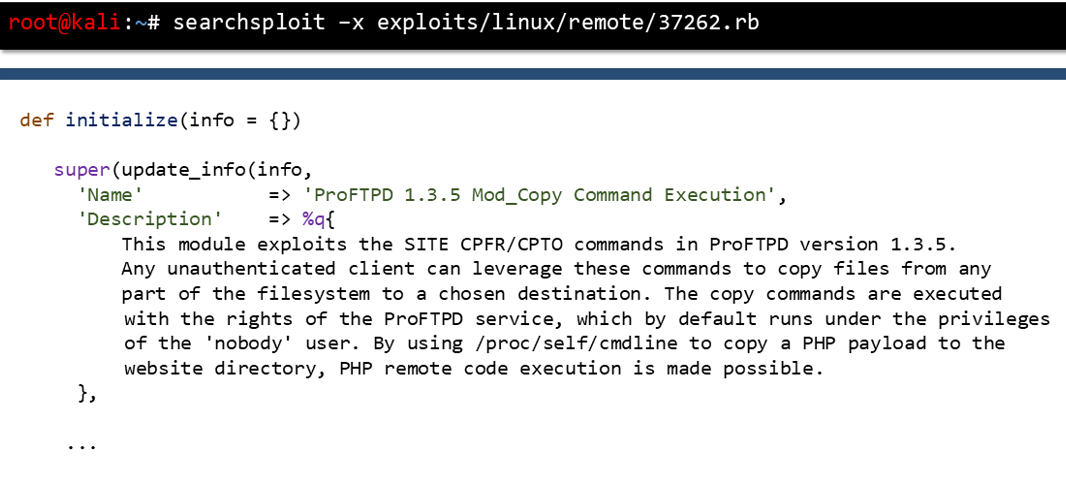 root@kali:~# searchsploit –x exploits/linux/remote/37262.rb
def initialize(info = {})
super(update_info(info,
'Name' => 'ProFTPD 1.3.5 Mod_Copy Command Execution',
'Description' => %q{
This module exploits the SITE CPFR/CPTO commands in ProFTPD version 1.3.5.
Any unauthenticated client can leverage these commands to copy files from any
part of the filesystem to a chosen destination. The copy commands are executed
with the rights of the ProFTPD service, which by default runs under the privileges
of the 'nobody' user. By using /proc/self/cmdline to copy a PHP payload to the
website directory, PHP remote code execution is made possible.
},
...